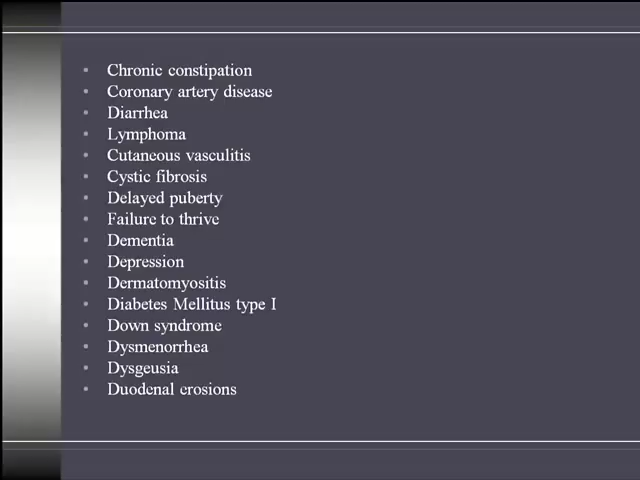 Chronic constipation
Coronary artery disease
Diarrhea
Lymphoma
Cutaneous vasculitis
Cystic fibrosis
Delayed puberty
Failure to thrive
Dementia
Depression
Dermatomyositis
Diabetes Mellitus type I
Down syndrome
Dysmenorrhea
Dysgeusia
Duodenal erosions